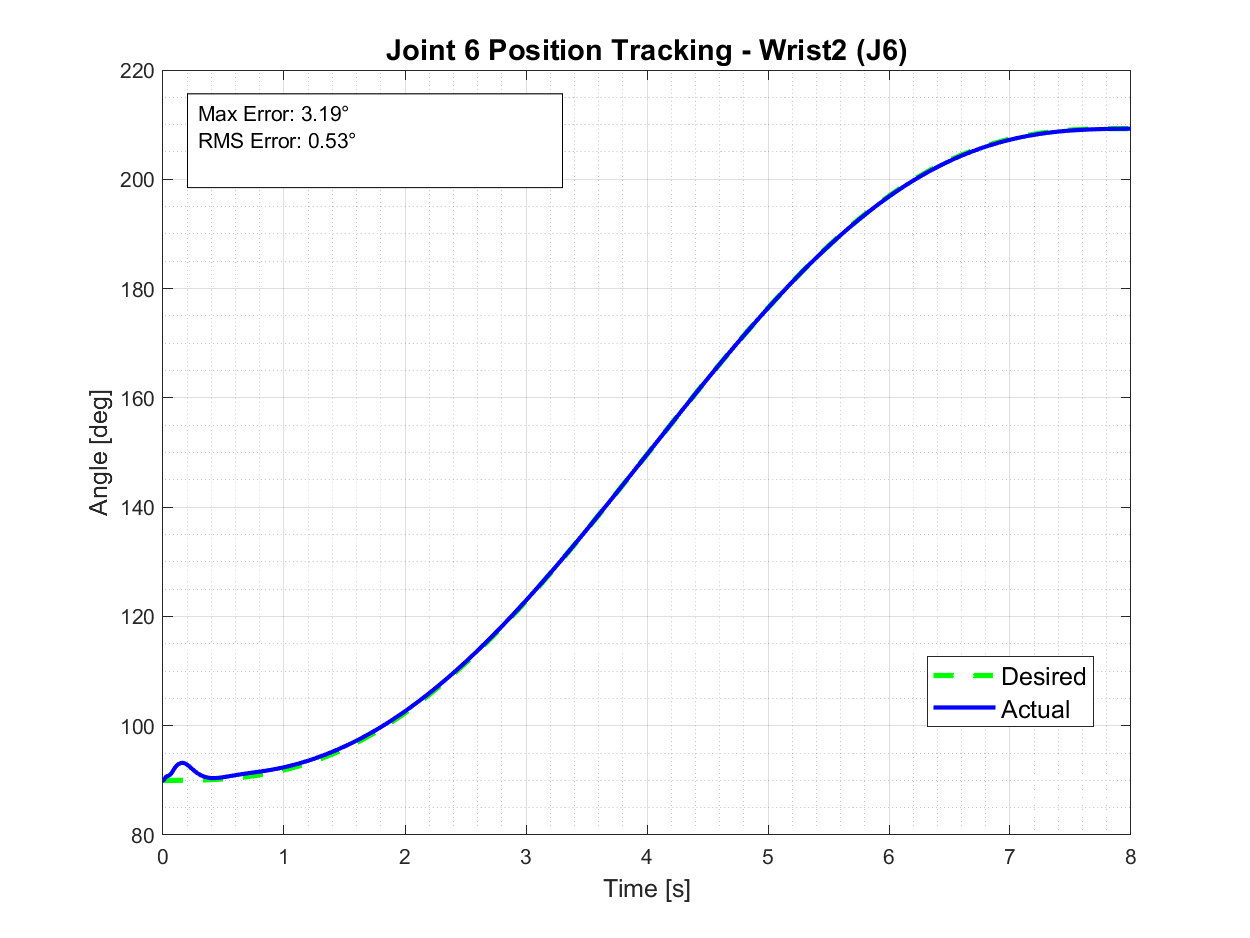 Joint 6 Position Tracking - Wrist2 (J6)
Max Error: 3.19°
RMS Error: 0.53°
Angle [deg]
220
200
180
160
140
120
100
80
Desired
Actual
0 1 2 3 4 5 6 7 8
Time [s]